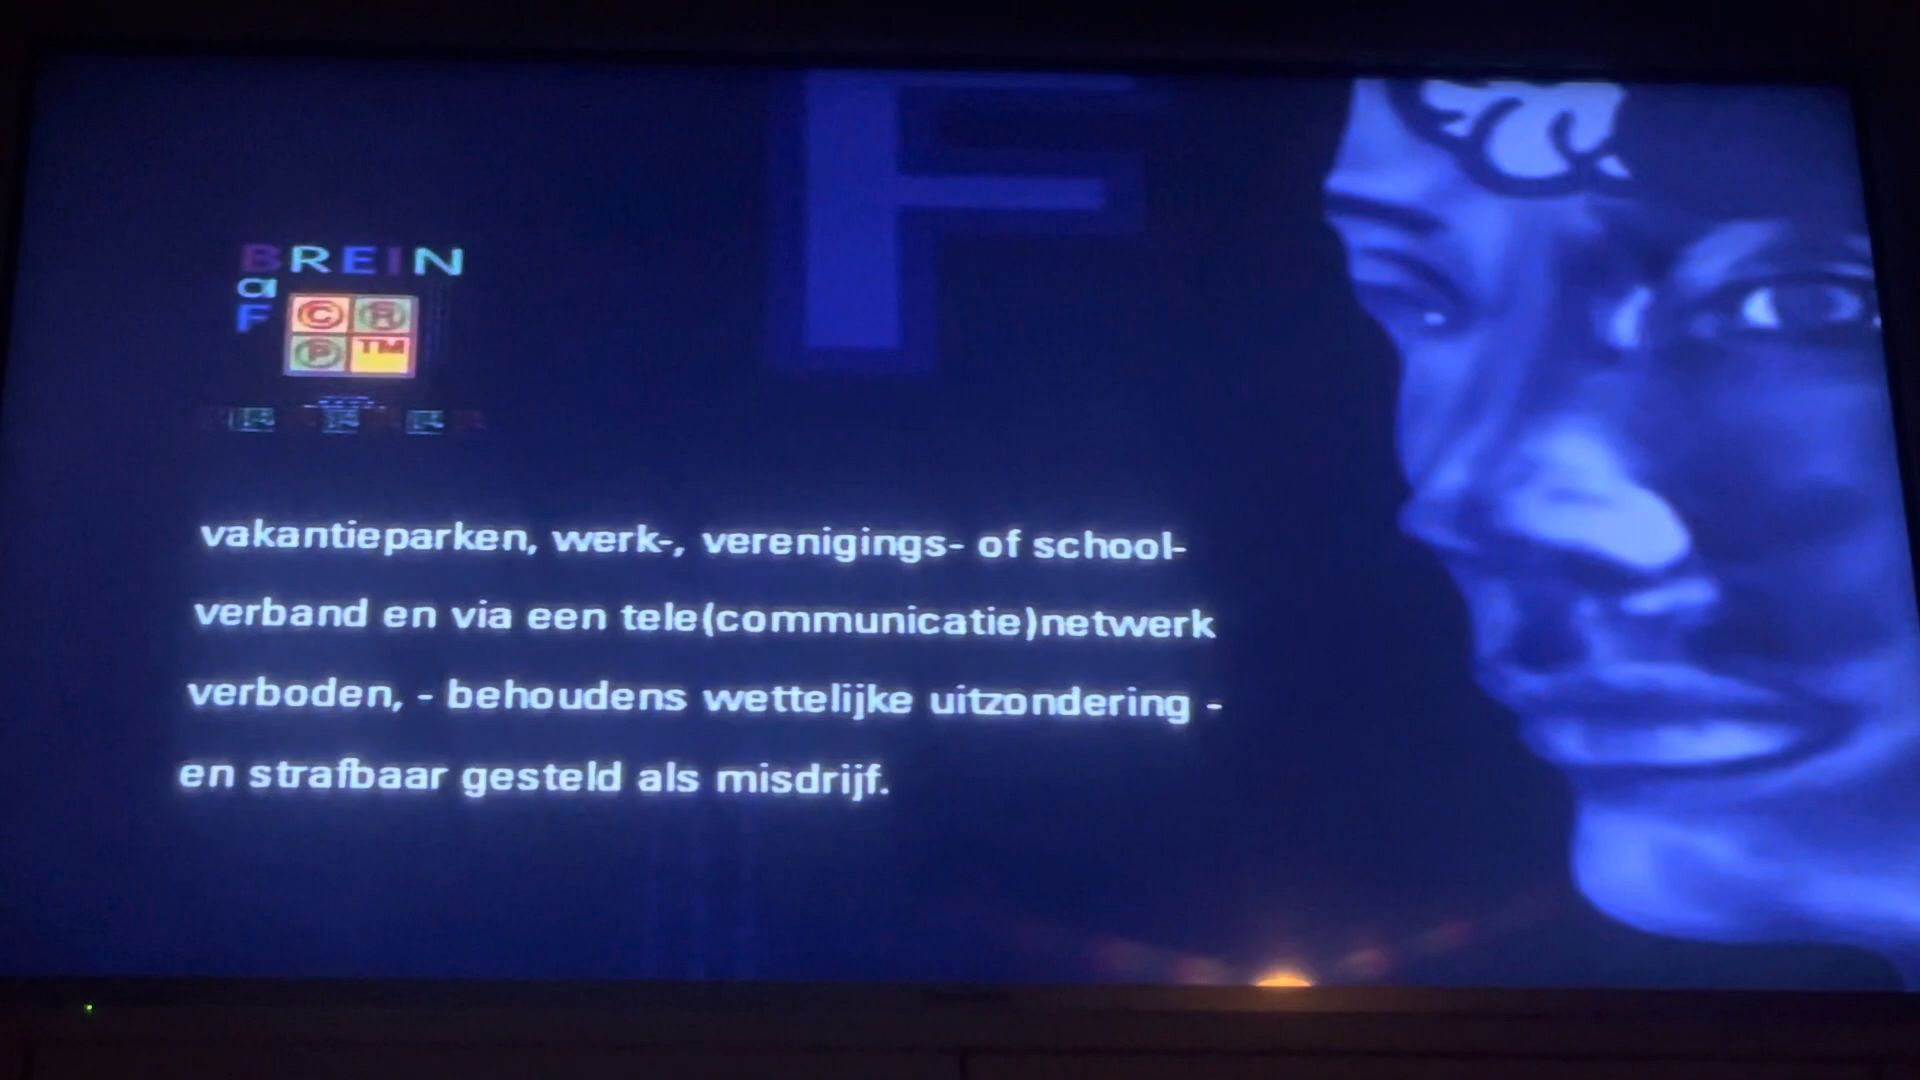 F
BREIN
a
F
© ®
℗ ™
vakantieparken, werk-, verenigings- of school-
verband en via een tele(communicatie)netwerk
verboden, - behoudens wettelijke uitzondering -
en strafbaar gesteld als misdrijf.